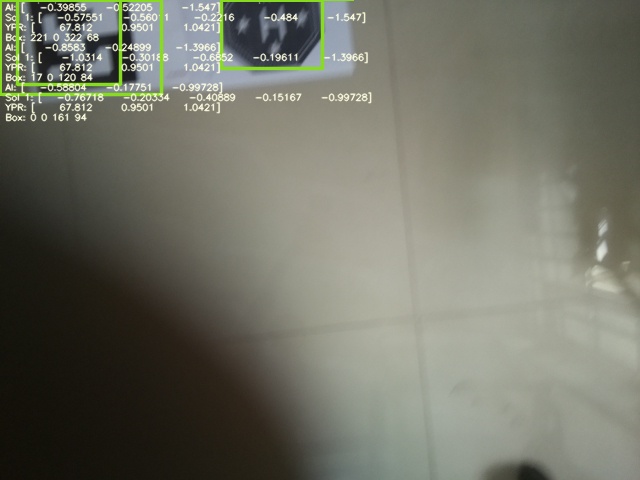 AI: [ -0.39855 -0.52205 -1.547]
Sol 1: [ -0.57551 -0.2216 -0.484 -1.547]
YPR: [ 67.812 0.9501 1.0421]
Box: 221 0 322 68
AI: [ -0.8583 -0.24899 -1.3966]
Sol 1: [ -1.0314 -0.30188 -0.6852 -0.19611 -1.3966]
YPR: [ 67.812 0.9501 1.0421]
Box: 17 0 120 84
AI: [ -0.58804 -0.17751 -0.99728]
Sol 1: [ -0.76718 -0.20334 -0.40889 -0.15167 -0.99728]
YPR: [ 67.812 0.9501 1.0421]
Box: 0 0 161 94
H